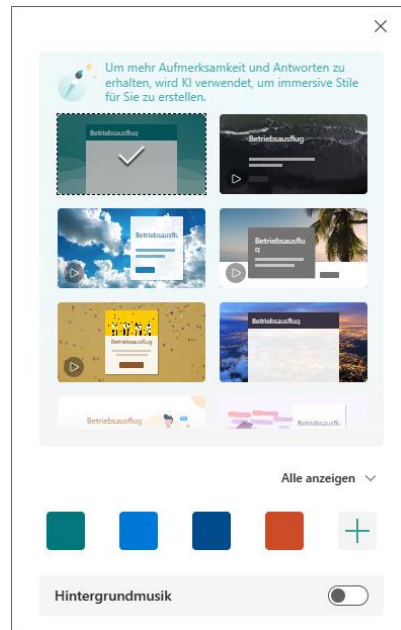 Um mehr Aufmerksamkeit und Antworten zu
erhalten, wird KI verwendet, um immersive Stile
für Sie zu erstellen.
Betriebsausflug
Betriebsausflug
Betriebsausflu
Betriebsausflu
g
Betriebsausflug
Betriebsausflug
Betriebsausflug
Betriebsausflu
Alle anzeigen
Hintergrundmusik